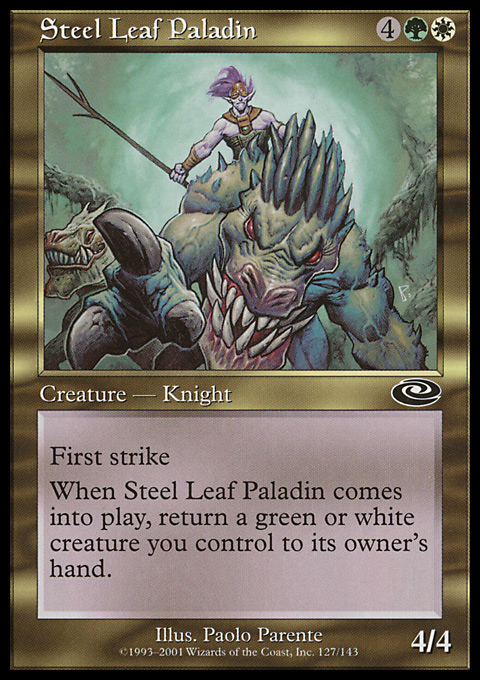 Steel Leaf Paladin 4
Creature — Knight
First strike
When Steel Leaf Paladin comes
into play, return a green or white
creature you control to its owner's
hand.
Illus. Paolo Parente
©1993–2001 Wizards of the Coast, Inc. 127/143
4/4